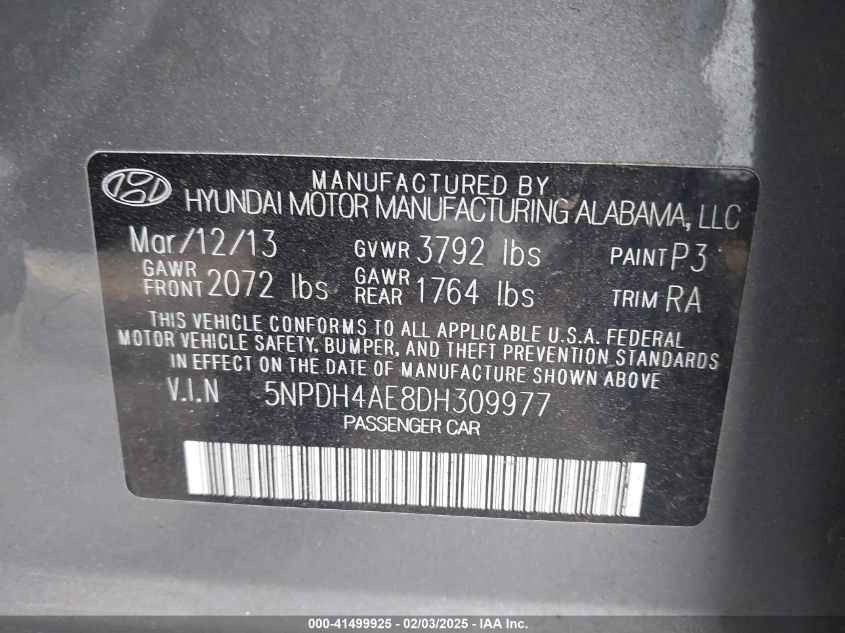 MANUFACTURED BY
HYUNDAI MOTOR MANUFACTURING ALABAMA, LLC
Mar/12/13 GVWR 3792 lbs PAINT P3
GAWR FRONT 2072 lbs GAWR REAR 1764 lbs TRIM RA
THIS VEHICLE CONFORMS TO ALL APPLICABLE U.S.A. FEDERAL
MOTOR VEHICLE SAFETY, BUMPER, AND THEFT PREVENTION STANDARDS
IN EFFECT ON THE DATE OF MANUFACTURE SHOWN ABOVE
V.I.N 5NPDH4AE8DH309977
PASSENGER CAR
000-41499925 - 02/03/2025 - IAA Inc.